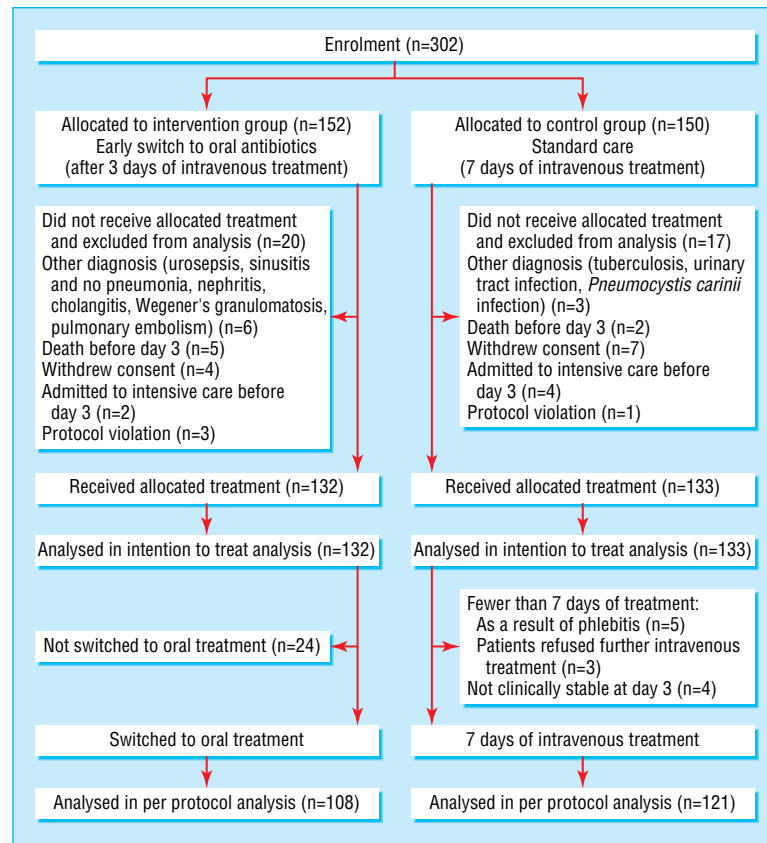 Enrolment (n=302)
Allocated to intervention group (n=152)
Early switch to oral antibiotics
(after 3 days of intravenous treatment)
Allocated to control group (n=150)
Standard care
(7 days of intravenous treatment)
Did not receive allocated treatment
and excluded from analysis (n=20)
Other diagnosis (urosepsis, sinusitis
and no pneumonia, nephritis,
cholangitis, Wegener's granulomatosis,
pulmonary embolism) (n=6)
Death before day 3 (n=5)
Withdrew consent (n=4)
Admitted to intensive care before
day 3 (n=2)
Protocol violation (n=3)
Did not receive allocated treatment
and excluded from analysis (n=17)
Other diagnosis (tuberculosis, urinary
tract infection, Pneumocystis carinii
infection) (n=3)
Death before day 3 (n=2)
Withdrew consent (n=7)
Admitted to intensive care before
day 3 (n=4)
Protocol violation (n=1)
Received allocated treatment (n=132)
Received allocated treatment (n=133)
Analysed in intention to treat analysis (n=132)
Analysed in intention to treat analysis (n=133)
Not switched to oral treatment (n=24)
Fewer than 7 days of treatment:
As a result of phlebitis (n=5)
Patients refused further intravenous
treatment (n=3)
Not clinically stable at day 3 (n=4)
Switched to oral treatment
7 days of intravenous treatment
Analysed in per protocol analysis (n=108)
Analysed in per protocol analysis (n=121)